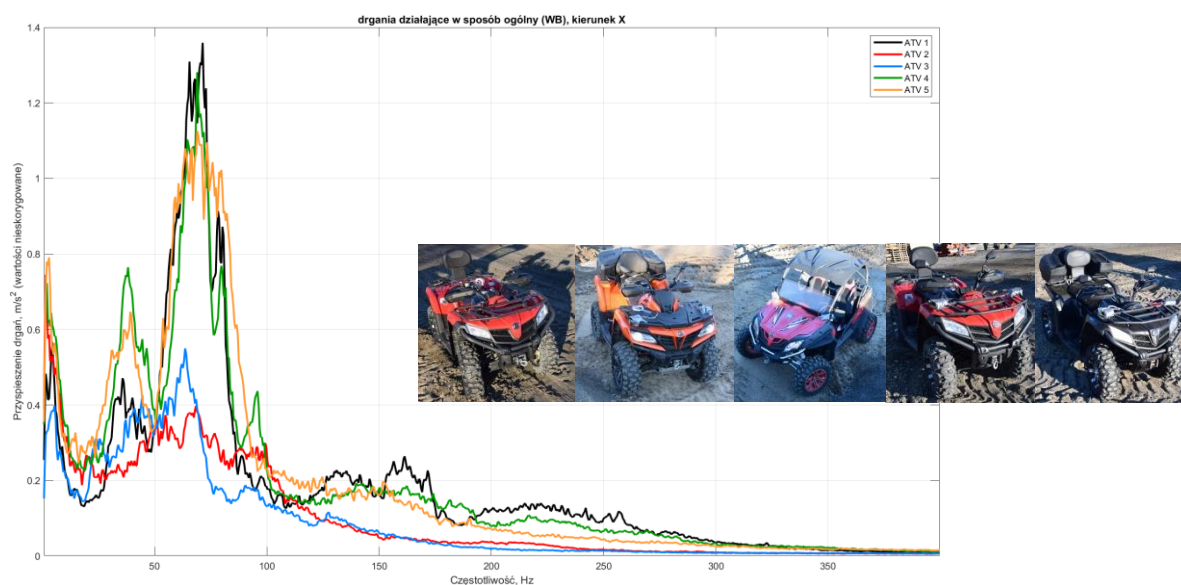 drgania działające w sposób ogólny (WB), kierunek X
1.4
1.2
1
0.8
0.6
0.4
0.2
0
Przyspieszenie drgań, m/s² (wartości nieskorygowane)
ATV 1
ATV 2
ATV 3
ATV 4
ATV 5
50 100 150 200 250 300 350
Częstotliwość, Hz